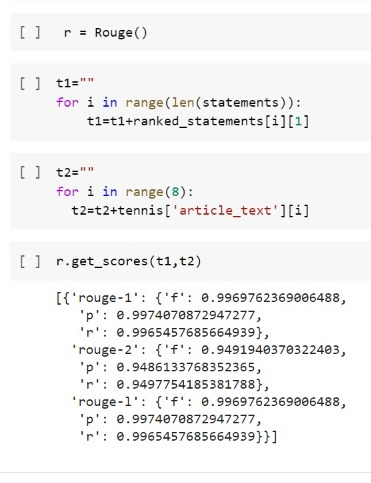 [ ] r = Rouge()
[ ] t1=""
for i in range(len(statements)):
t1=t1+ranked_statements[i][1]
[ ] t2=""
for i in range(8):
t2=t2+tennis['article_text'][i]
[ ] r.get_scores(t1,t2)
[{'rouge-1': {'f': 0.9969762369006488,
'p': 0.9974070872947277,
'r': 0.9965457685664939},
'rouge-2': {'f': 0.9491940370322403,
'p': 0.9486133768352365,
'r': 0.9497754185381788},
'rouge-l': {'f': 0.9969762369006488,
'p': 0.9974070872947277,
'r': 0.9965457685664939}}]